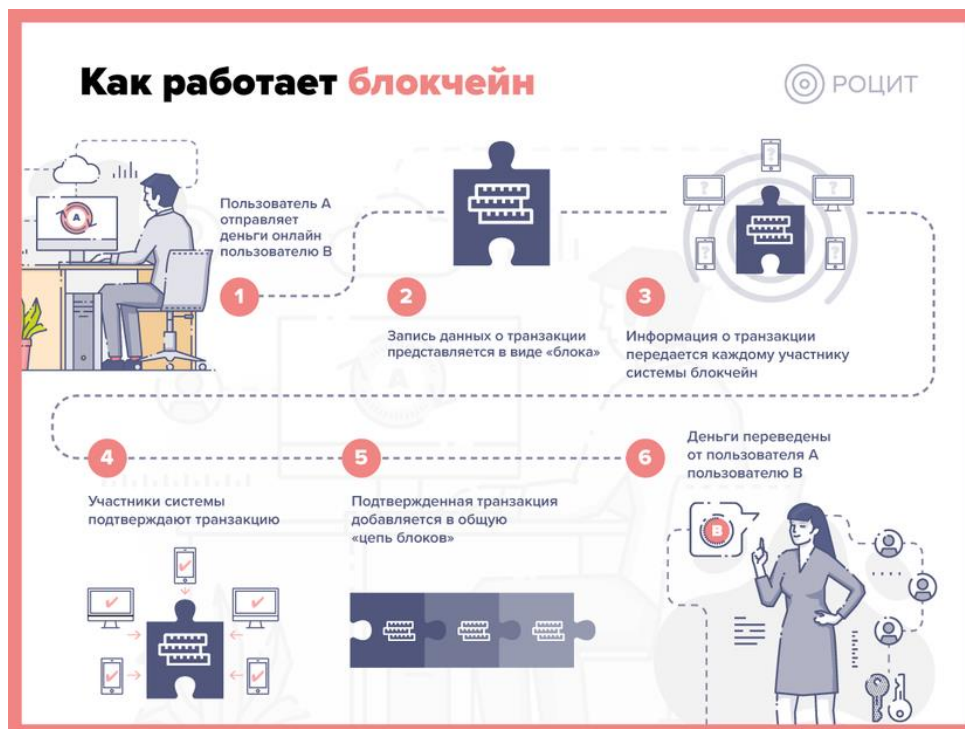 Как работает блокчейн
РОЦИТ
Пользователь А
отправляет
деньги онлайн
пользователю В
1
2
Запись данных о транзакции
представляется в виде «блока»
3
Информация о транзакции
передается каждому участнику
системы блокчейн
4
Участники системы
подтверждают транзакцию
5
Подтвержденная транзакция
добавляется в общую
«цепь блоков»
6
Деньги переведены
от пользователя А
пользователю В
А
?
?
?
?
?
В